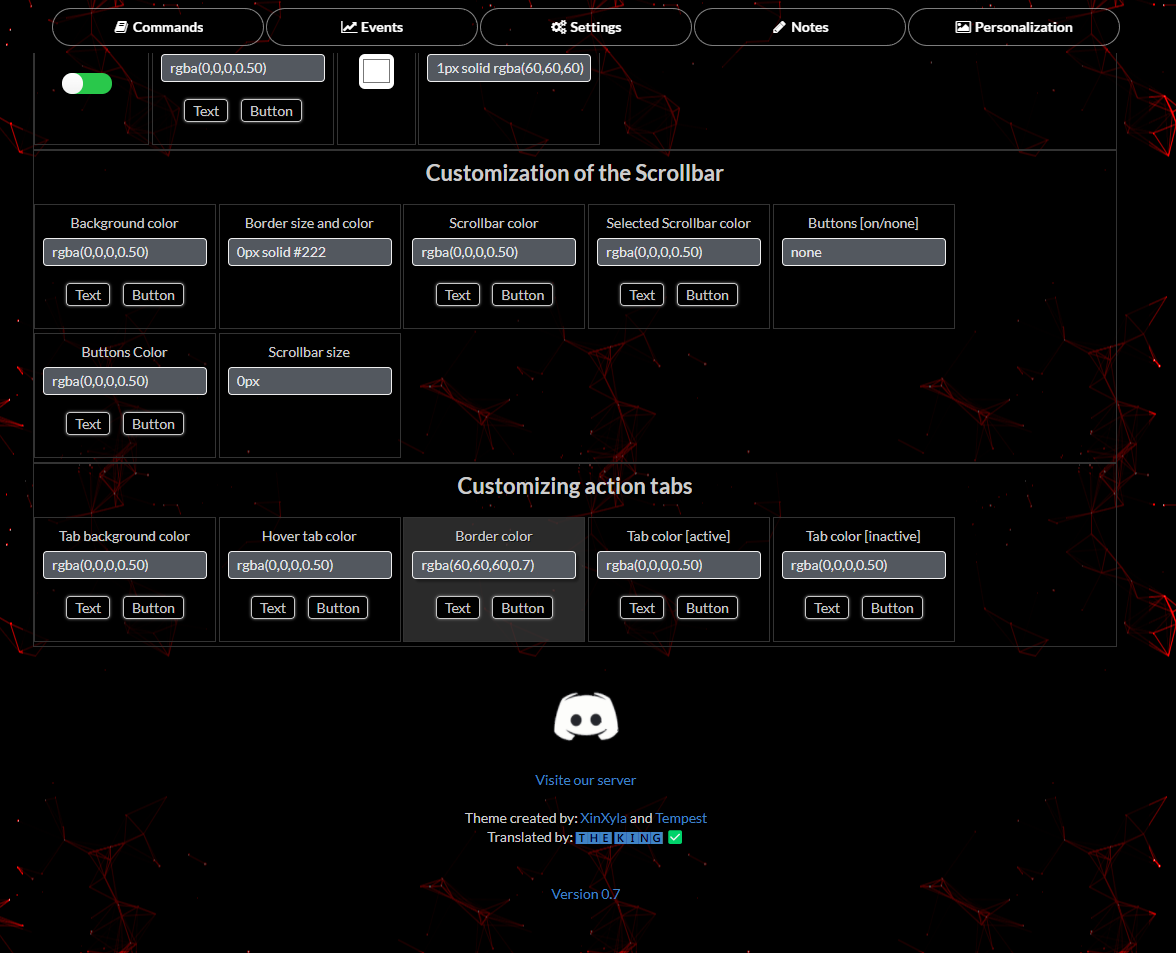 Commands Events Settings Notes Personalization
rgba(0,0,0,0.50) 1px solid rgba(60,60,60)
Text Button
Customization of the Scrollbar
Background color Border size and color Scrollbar color Selected Scrollbar color Buttons [on/none]
rgba(0,0,0,0.50) 0px solid #222 rgba(0,0,0,0.50) rgba(0,0,0,0.50) none
Text Button Text Button Text Button
Buttons Color Scrollbar size
rgba(0,0,0,0.50) 0px
Text Button
Customizing action tabs
Tab background color Hover tab color Border color Tab color [active] Tab color [inactive]
rgba(0,0,0,0.50) rgba(0,0,0,0.50) rgba(60,60,60,0.7) rgba(0,0,0,0.50) rgba(0,0,0,0.50)
Text Button Text Button Text Button Text Button Text Button
Visite our server
Theme created by: XinXyla and Tempest
Translated by: THE KING
Version 0.7